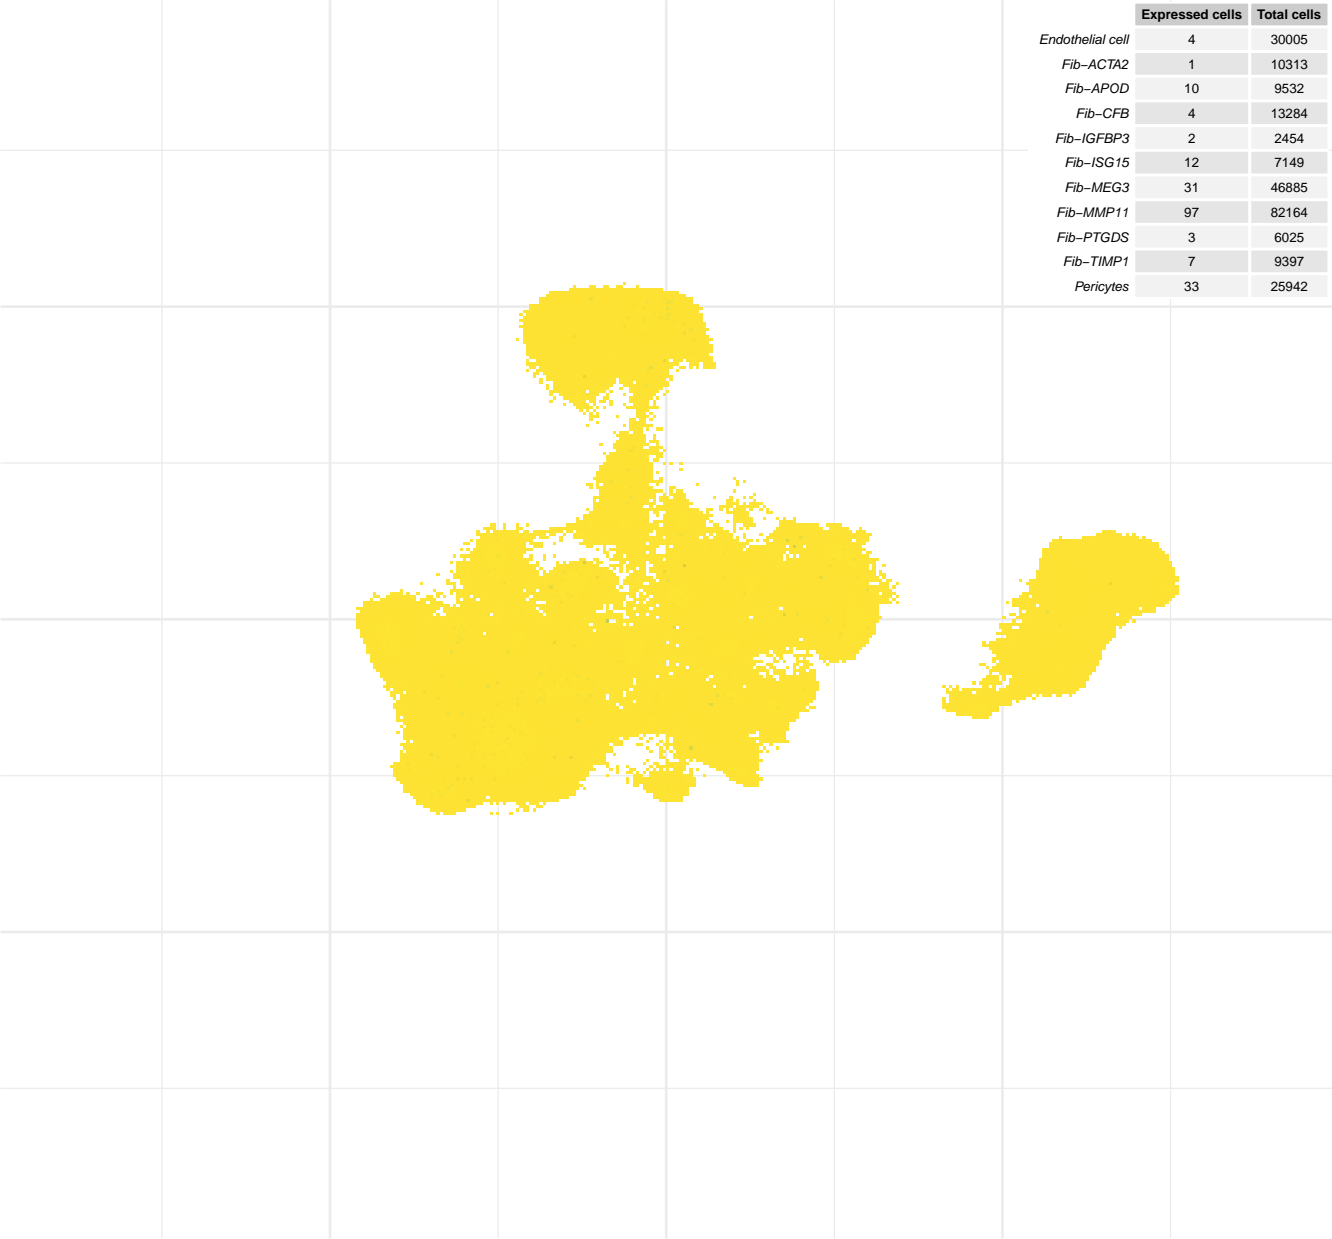 Expressed cells Total cells
Endothelial cell 4 30005
Fib−ACTA2 1 10313
Fib−APOD 10 9532
Fib−CFB 4 13284
Fib−IGFBP3 2 2454
Fib−ISG15 12 7149
Fib−MEG3 31 46885
Fib−MMP11 97 82164
Fib−PTGDS 3 6025
Fib−TIMP1 7 9397
Pericytes 33 25942